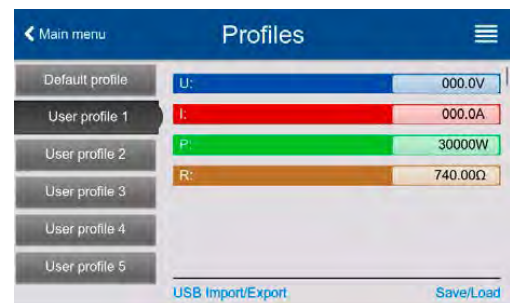 Main menu
Profiles
Default profile
User profile 1
User profile 2
User profile 3
User profile 4
User profile 5
U: 000.0V
I: 000.0A
P: 30000W
R: 740.00Ω
USB Import/Export
Save/Load